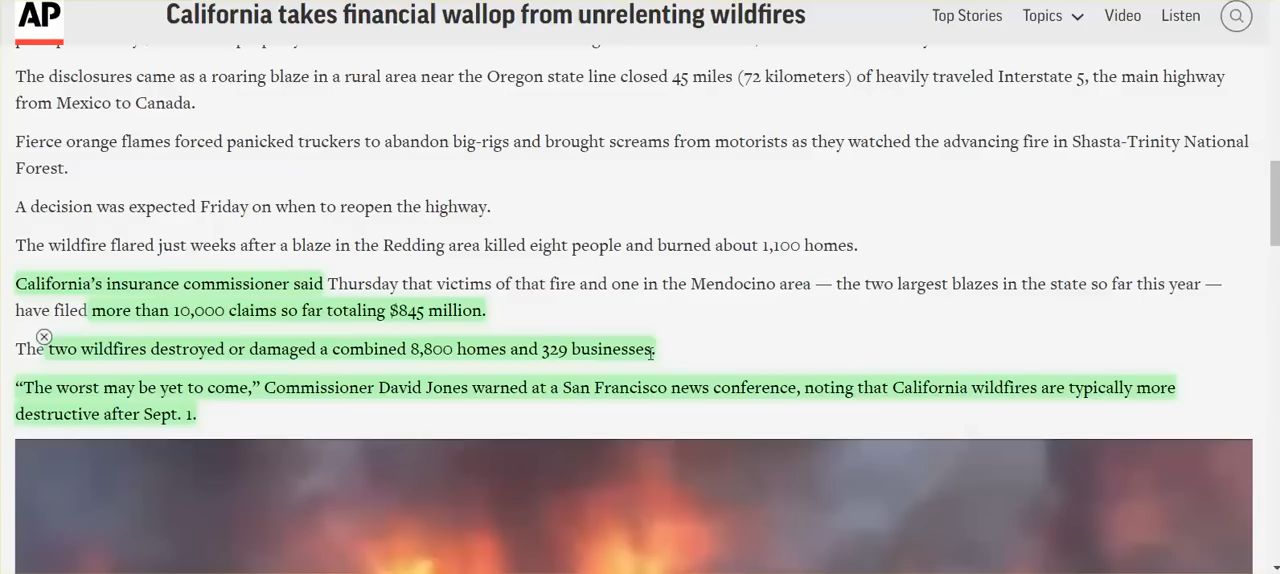 AP
California takes financial wallop from unrelenting wildfires
Top Stories Topics Video Listen
The disclosures came as a roaring blaze in a rural area near the Oregon state line closed 45 miles (72 kilometers) of heavily traveled Interstate 5, the main highway
from Mexico to Canada.
Fierce orange flames forced panicked truckers to abandon big-rigs and brought screams from motorists as they watched the advancing fire in Shasta-Trinity National
Forest.
A decision was expected Friday on when to reopen the highway.
The wildfire flared just weeks after a blaze in the Redding area killed eight people and burned about 1,100 homes.
California’s insurance commissioner said Thursday that victims of that fire and one in the Mendocino area — the two largest blazes in the state so far this year —
have filed more than 10,000 claims so far totaling $845 million.
The two wildfires destroyed or damaged a combined 8,800 homes and 329 businesses.
“The worst may be yet to come,” Commissioner David Jones warned at a San Francisco news conference, noting that California wildfires are typically more
destructive after Sept. 1.